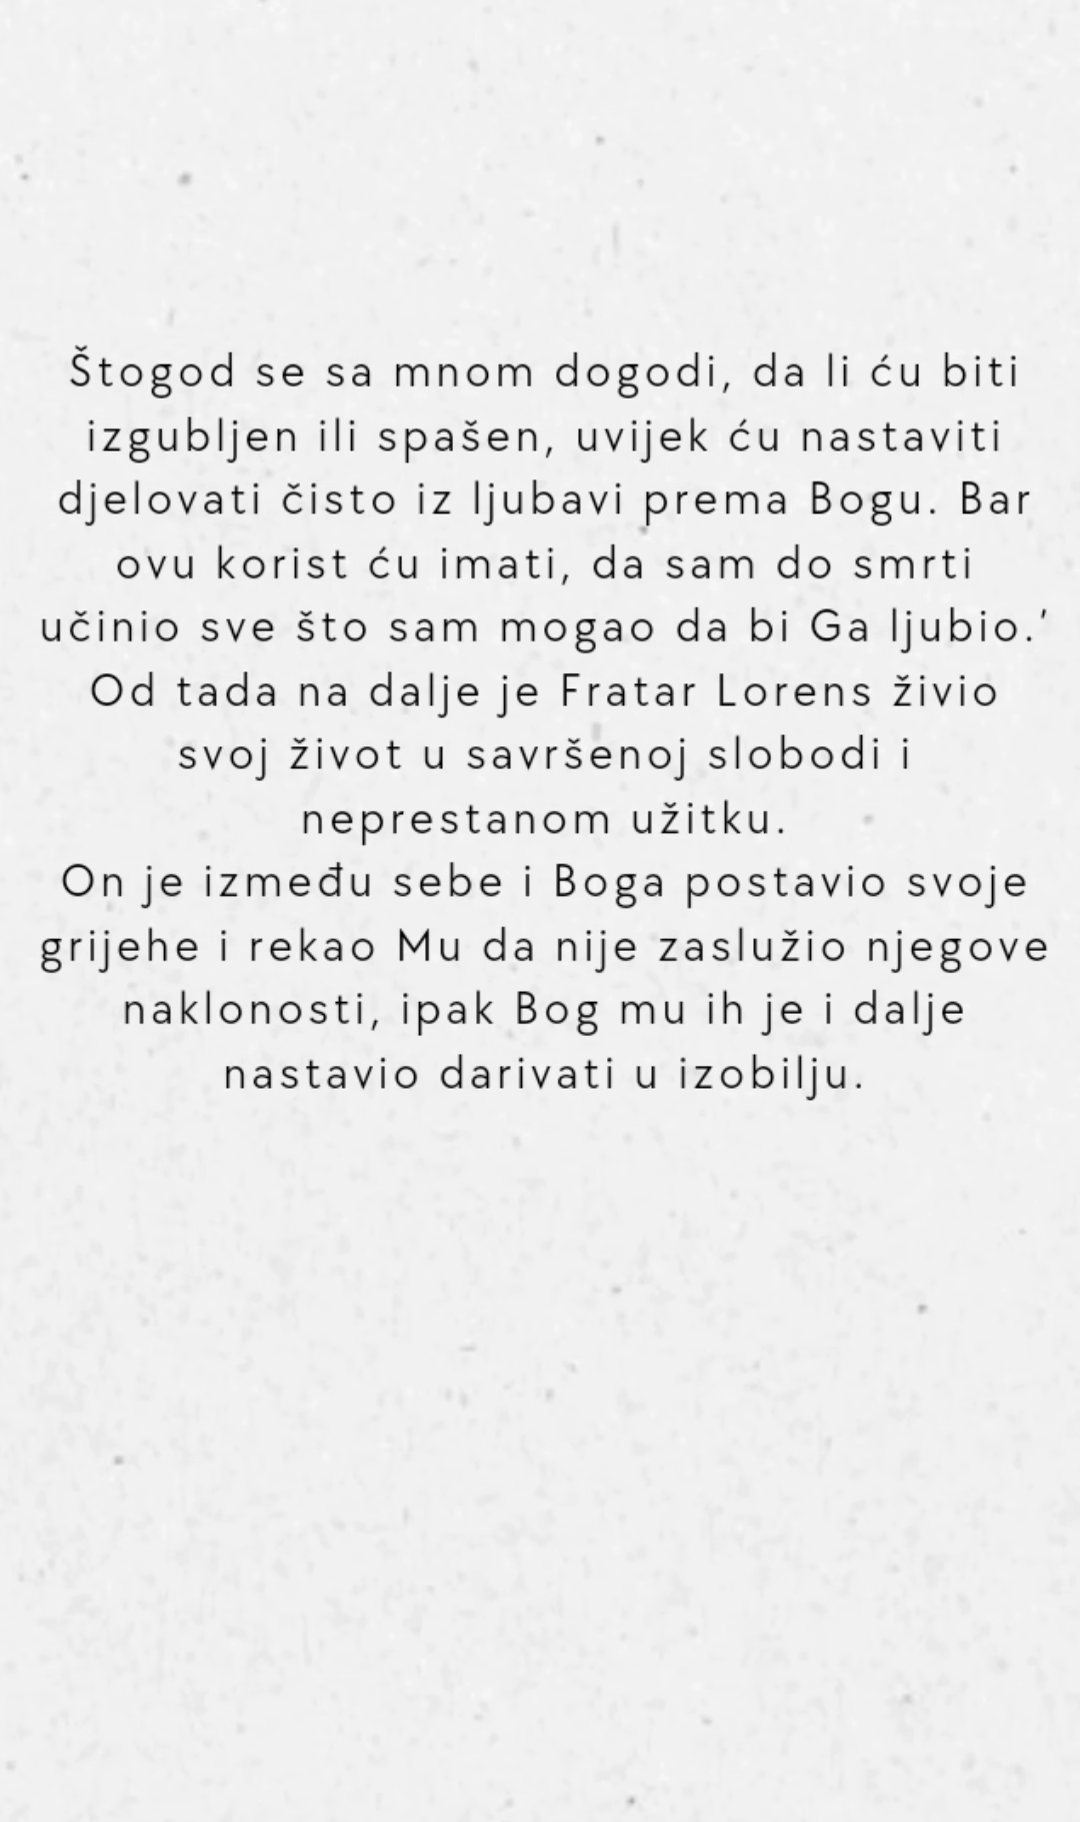 Štogod se sa mnom dogodi, da li ću biti
izgubljen ili spašen, uvijek ću nastaviti
djelovati čisto iz ljubavi prema Bogu. Bar
ovu korist ću imati, da sam do smrti
učinio sve što sam mogao da bi Ga ljubio.'
Od tada na dalje je Fratar Lorens živio
svoj život u savršenoj slobodi i
neprestanom užitku.
On je između sebe i Boga postavio svoje
grijehe i rekao Mu da nije zaslužio njegove
naklonosti, ipak Bog mu ih je i dalje
nastavio darivati u izobilju.